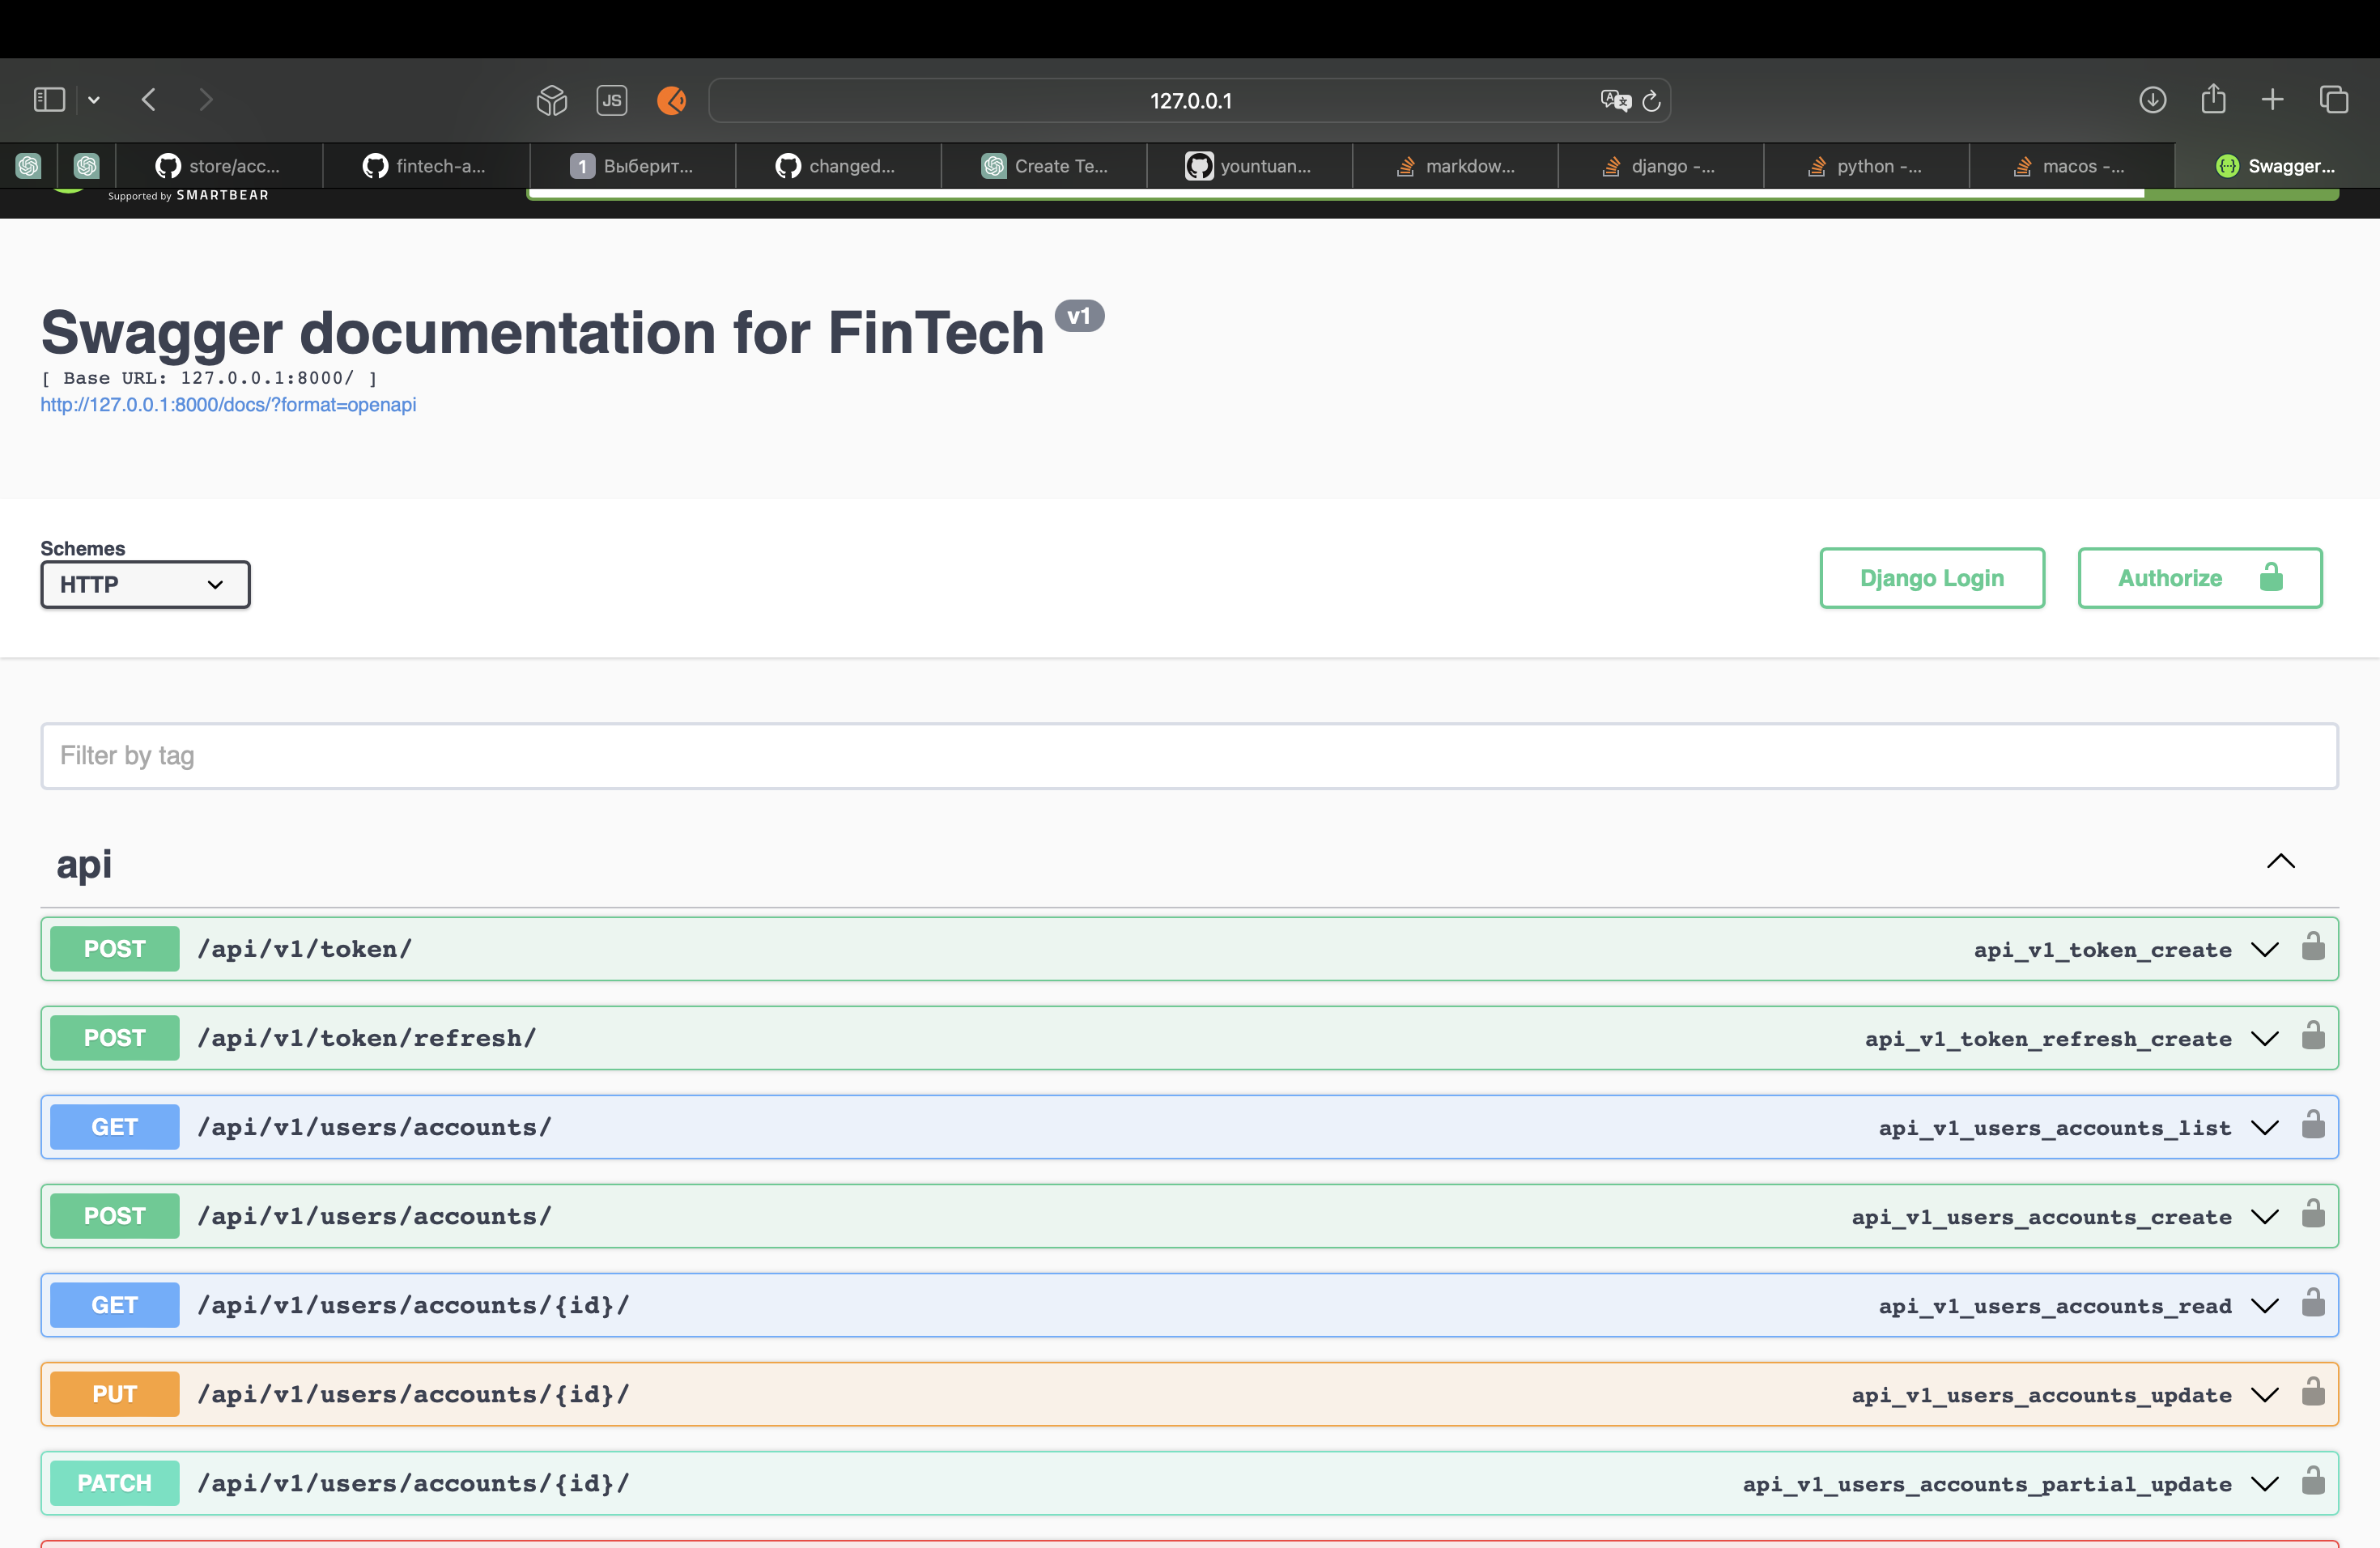 127.0.0.1
JS
store/acc...
fintech-a...
1 Выберит...
changed...
Create Te...
yountuan...
markdow...
django -...
python -...
macos -...
Swagger...
Supported by SMARTBEAR
Swagger documentation for FinTech v1
[ Base URL: 127.0.0.1:8000/ ]
http://127.0.0.1:8000/docs/?format=openapi
Schemes
HTTP
Django Login
Authorize
Filter by tag
api
POST /api/v1/token/ api_v1_token_create
POST /api/v1/token/refresh/ api_v1_token_refresh_create
GET /api/v1/users/accounts/ api_v1_users_accounts_list
POST /api/v1/users/accounts/ api_v1_users_accounts_create
GET /api/v1/users/accounts/{id}/ api_v1_users_accounts_read
PUT /api/v1/users/accounts/{id}/ api_v1_users_accounts_update
PATCH /api/v1/users/accounts/{id}/ api_v1_users_accounts_partial_update